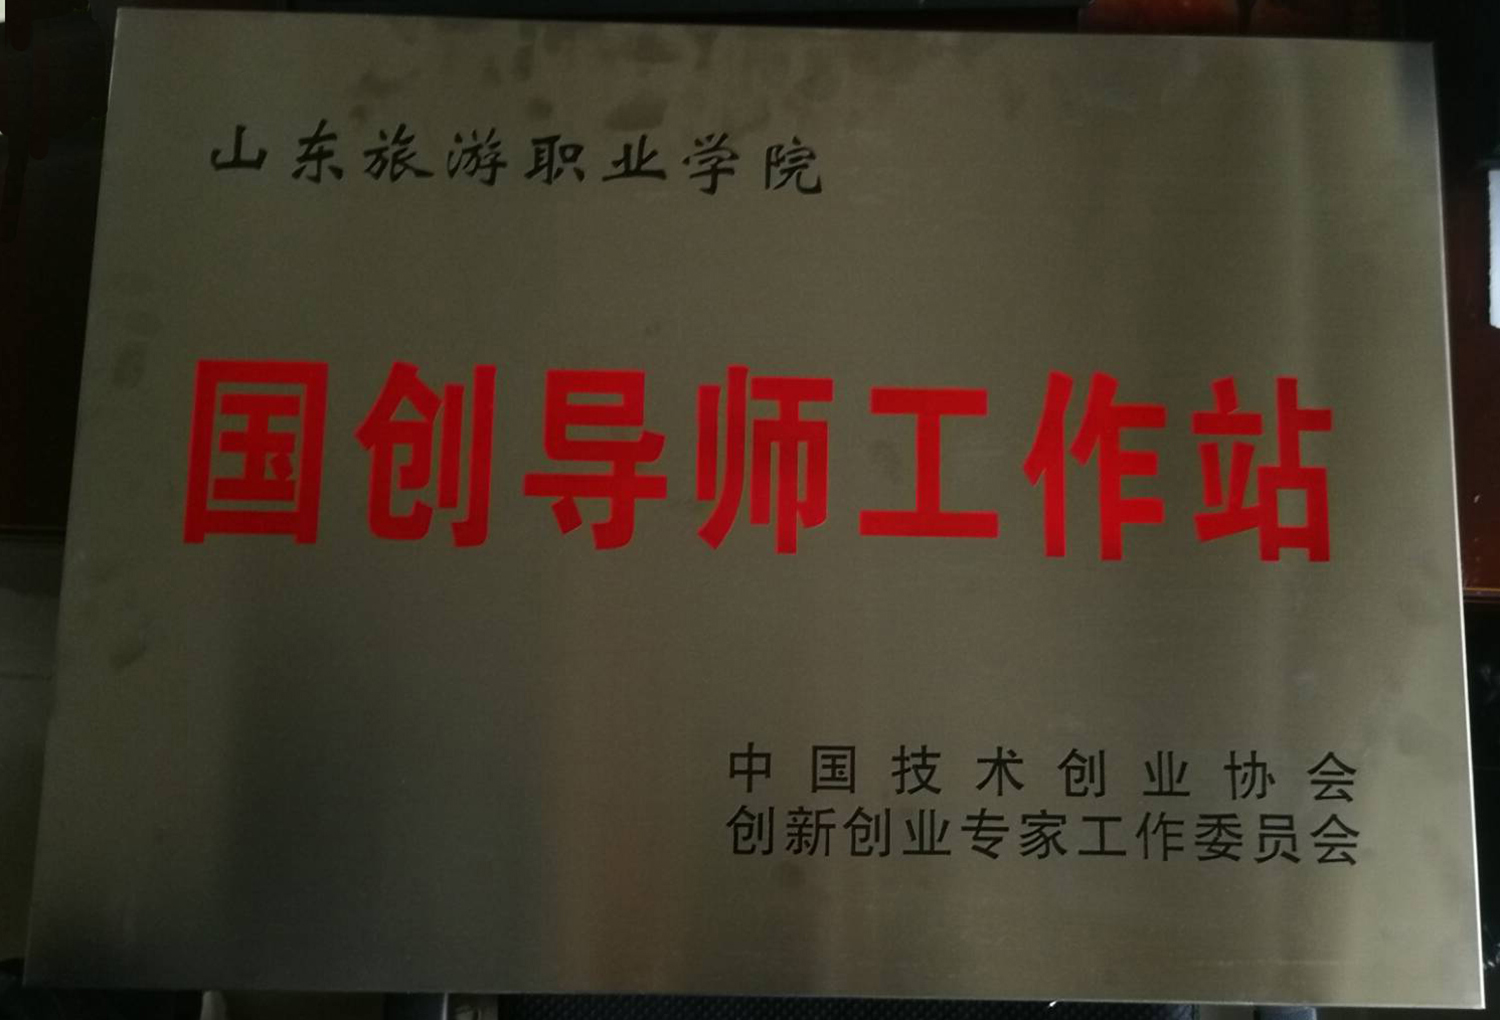 山东旅游职业学院
国创导师工作站
中国技术创业协会
创新创业专家工作委员会